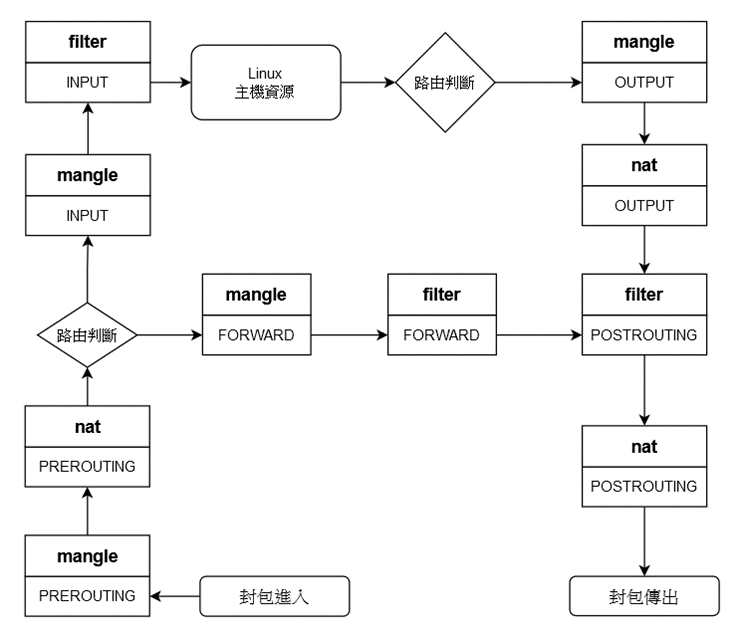 filter
INPUT
Linux
主機資源
路由判斷
mangle
OUTPUT
mangle
INPUT
nat
OUTPUT
路由判斷
mangle
FORWARD
filter
FORWARD
filter
POSTROUTING
nat
PREROUTING
nat
POSTROUTING
mangle
PREROUTING
封包進入
封包傳出